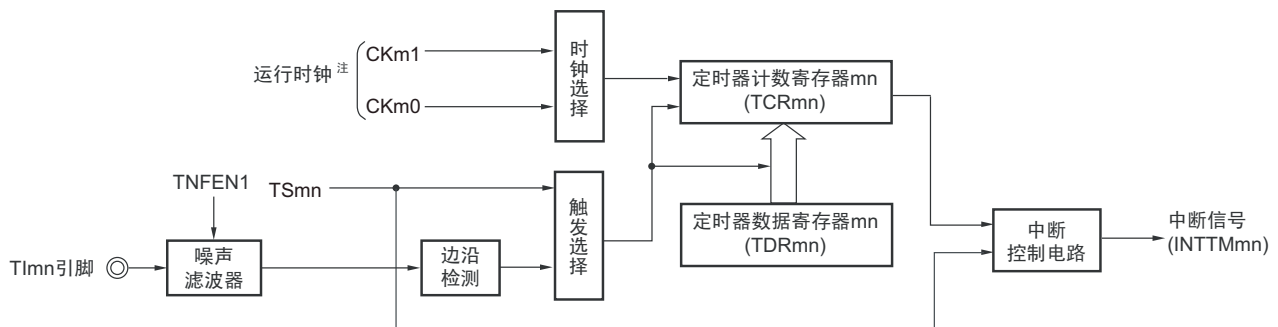 运行时钟 注
CKm1
CKm0
时钟选择
定时器计数寄存器mn
(TCRmn)
TNFEN1
TSmn
触发选择
定时器数据寄存器mn
(TDRmn)
TImn引脚
噪声
滤波器
边沿
检测
中断
控制电路
中断信号
(INTTMmn)